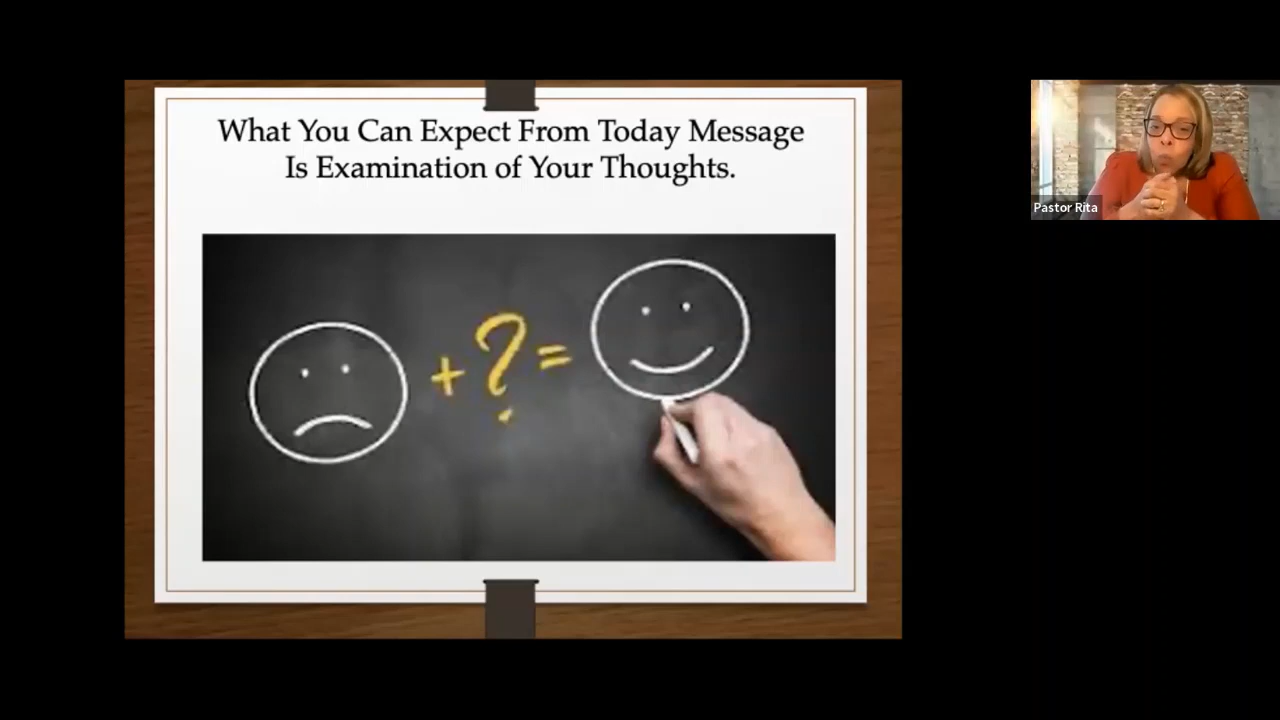 What You Can Expect From Today Message
Is Examination of Your Thoughts.
+ ? =
Pastor Rita